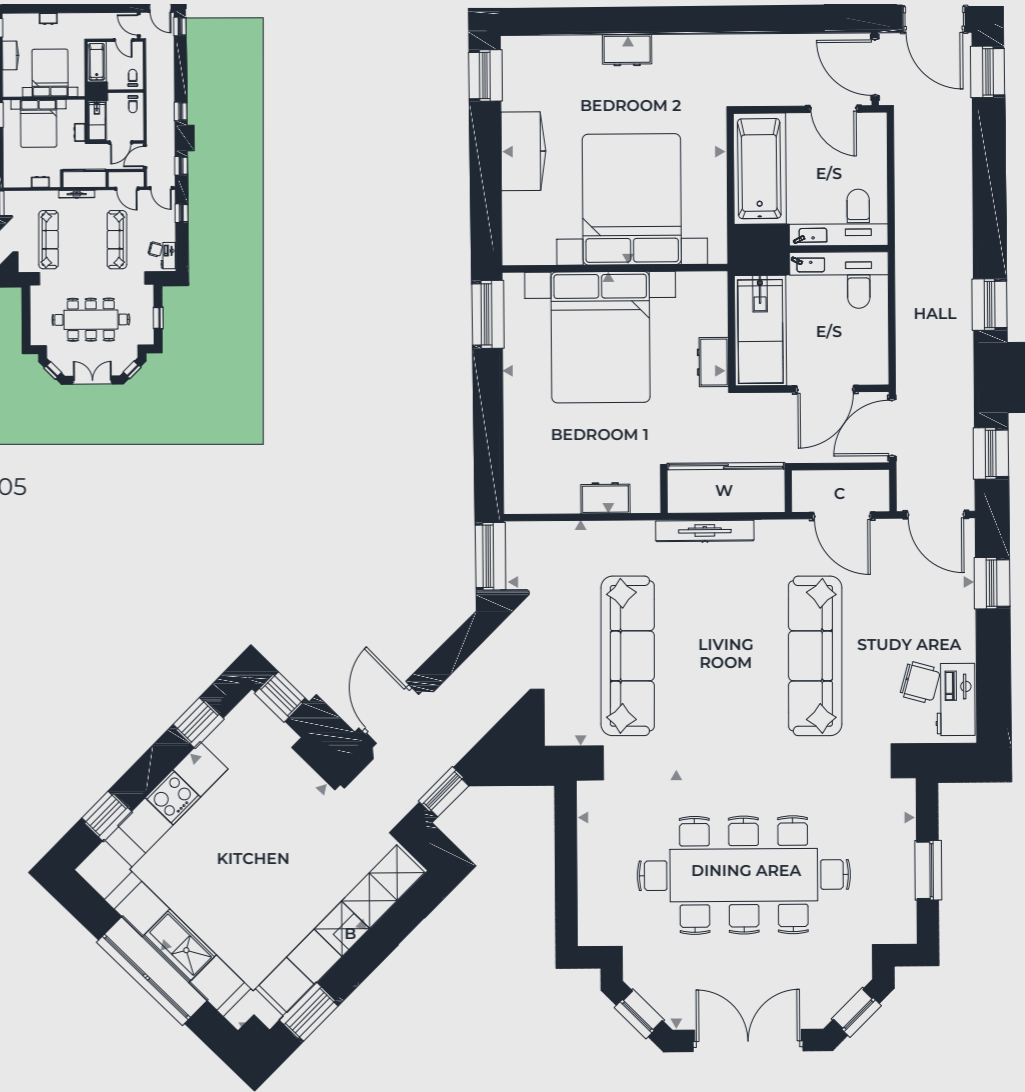 BEDROOM 2
E/S
HALL
E/S
BEDROOM 1
W
C
05
LIVING
ROOM
STUDY AREA
KITCHEN
DINING AREA
B